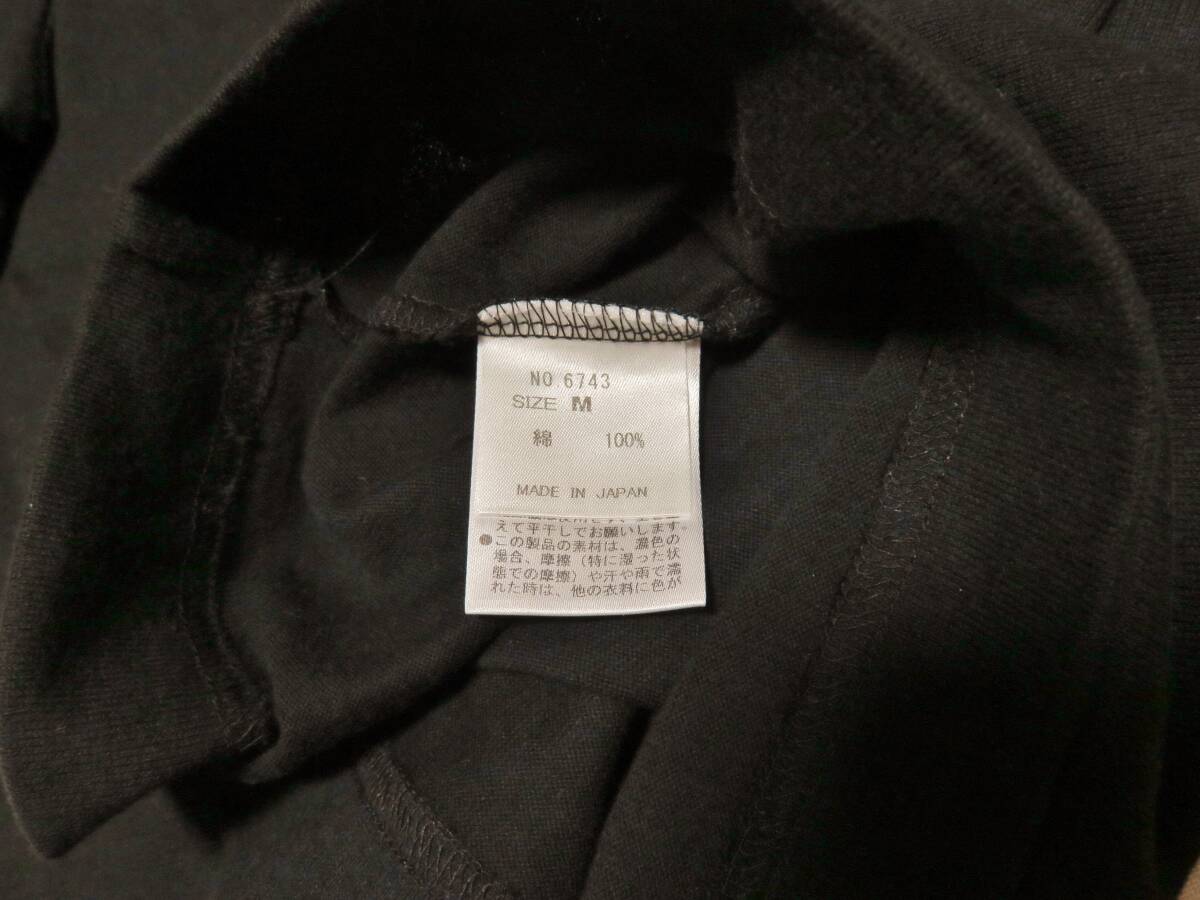 NO.6743
SIZE M
綿 100%
MADE IN JAPAN
えて平干しでお願いします。
●この製品の素材は、濃色の
場合、摩擦（特に湿った状
態での摩擦）や汗や雨で濡
れた時は、他の衣料に色が